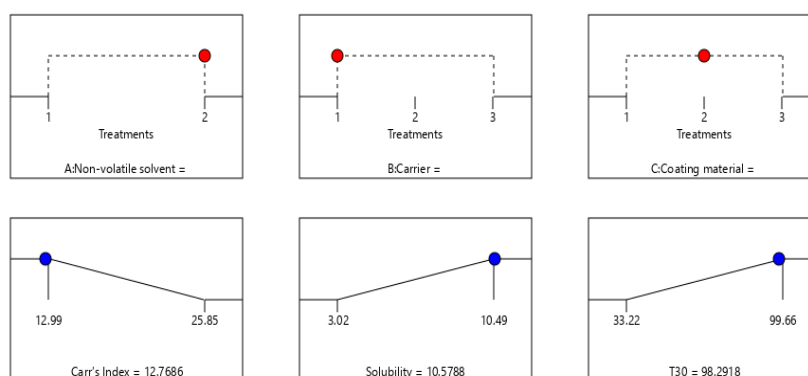 1 2
Treatments
A:Non-volatile solvent =
1 2 3
Treatments
B:Carrier =
1 2 3
Treatments
C:Coating material =
12.99 25.85
Carr's Index = 12.7686
3.02 10.49
Solubility = 10.5788
33.22 99.66
T30 = 98.2918